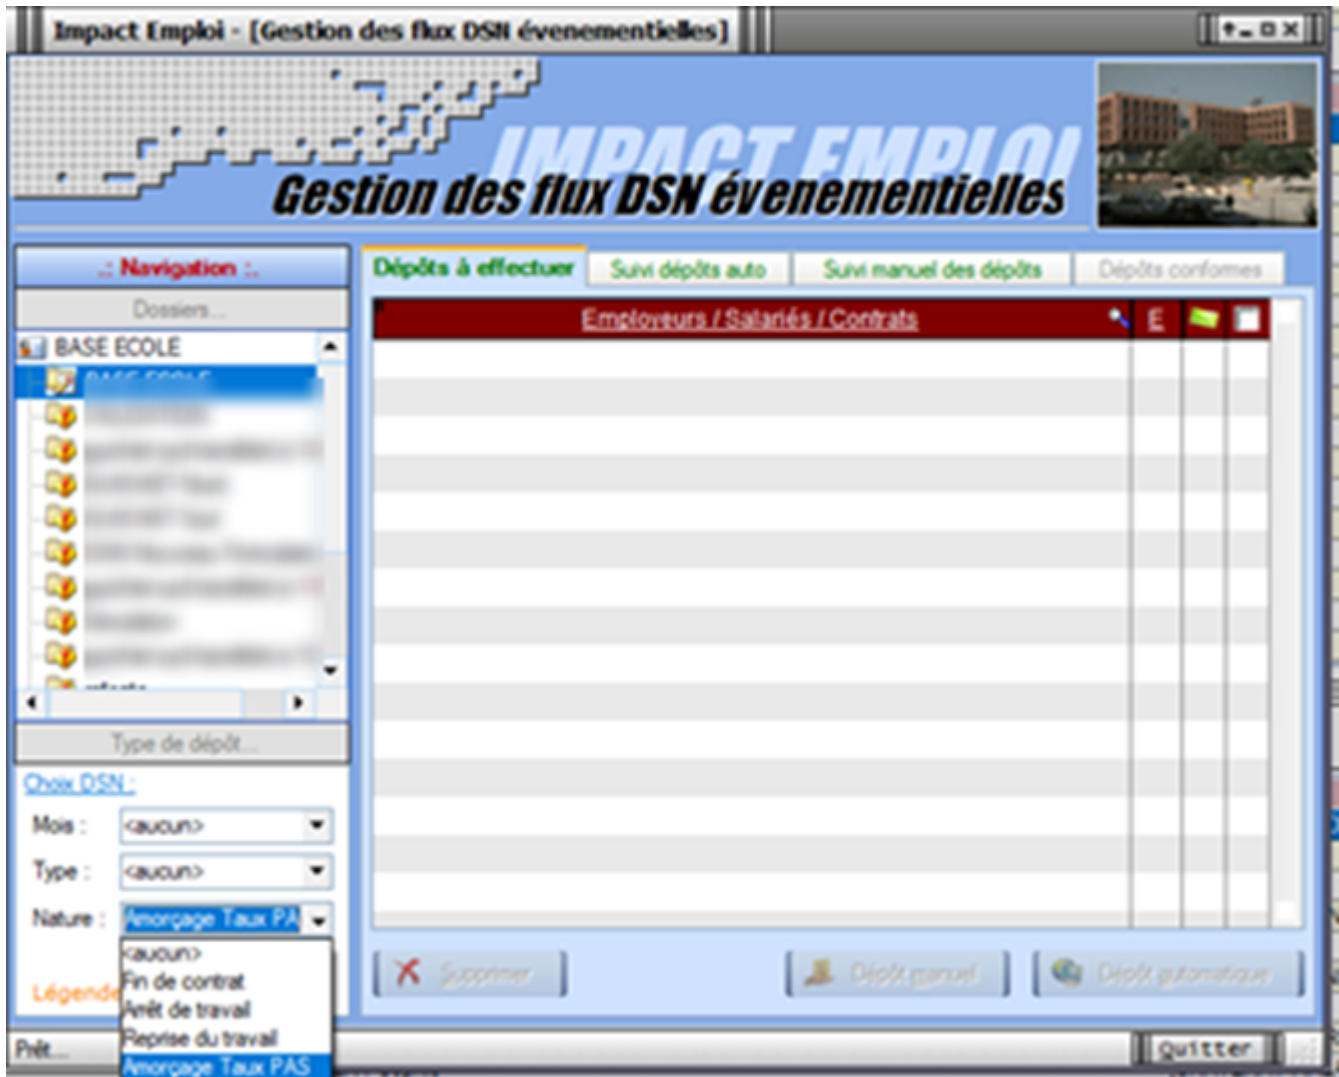 Impact Emploi - [Gestion des flux DSN évenementielles]
IMPACT EMPLOI
Gestion des flux DSN évenementielles
.: Navigation :.
Dossiers...
BASE ECOLE
BASE ECOLE
Dépôts à effectuer
Suivi dépôts auto
Suivi manuel des dépôts
Dépôts conformes
Employeurs / Salariés / Contrats
E
Type de dépôt...
Choix DSN :
Mois : <aucun>
Type : <aucun>
Nature : Amorçage Taux PA
<aucun>
Fin de contrat
Arrêt de travail
Reprise du travail
Amorçage Taux PAS
Légende
Supprimer
Dépôt manuel
Dépôt automatique
Prêt...
Quitter